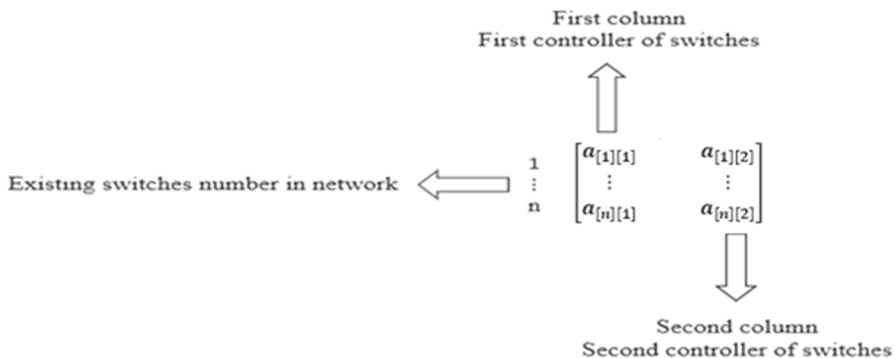 First column
First controller of switches
1 a[1][1] a[1][2]
Existing switches number in network ⋮ ⋮ ⋮
n a[n][1] a[n][2]
Second column
Second controller of switches